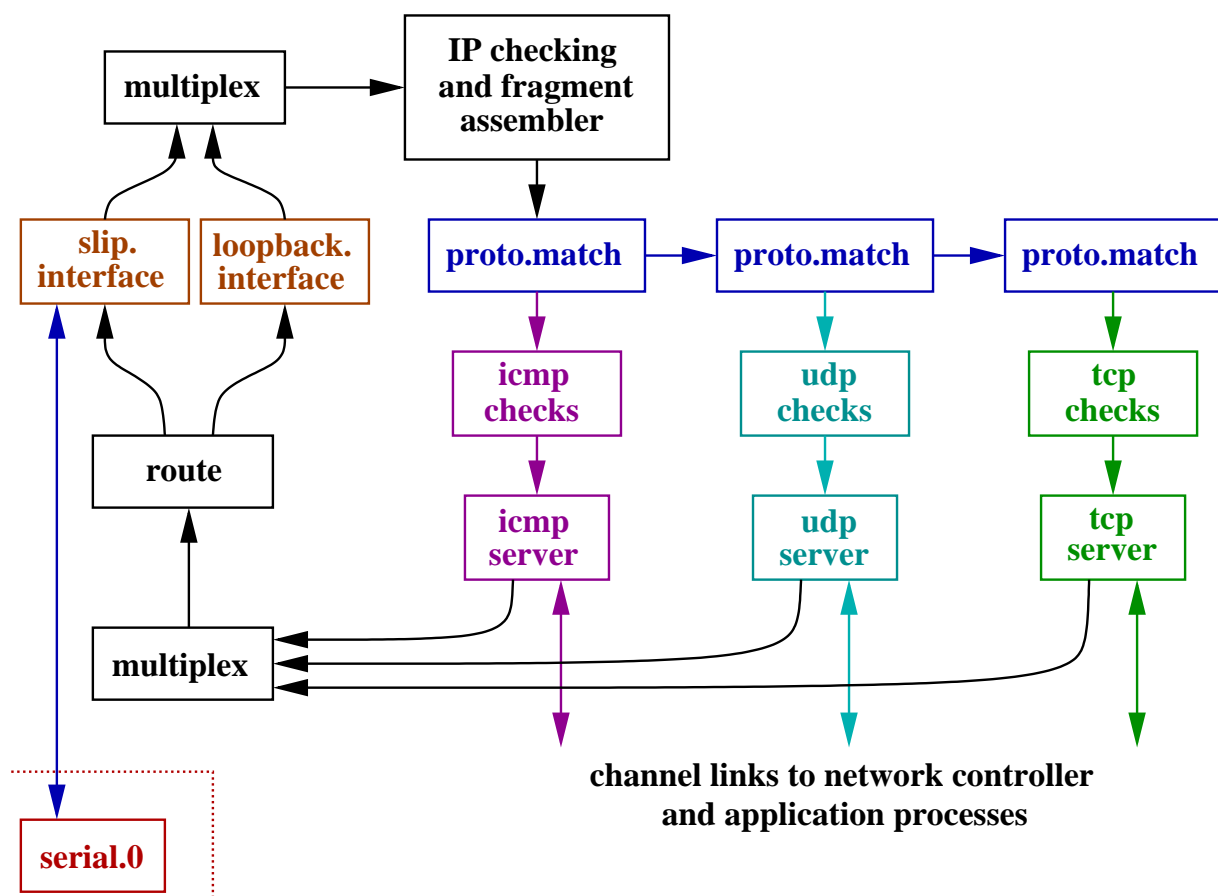 multiplex
IP checking
and fragment
assembler
slip.
interface
loopback.
interface
proto.match
proto.match
proto.match
icmp
checks
udp
checks
tcp
checks
route
icmp
server
udp
server
tcp
server
multiplex
channel links to network controller
and application processes
serial.0